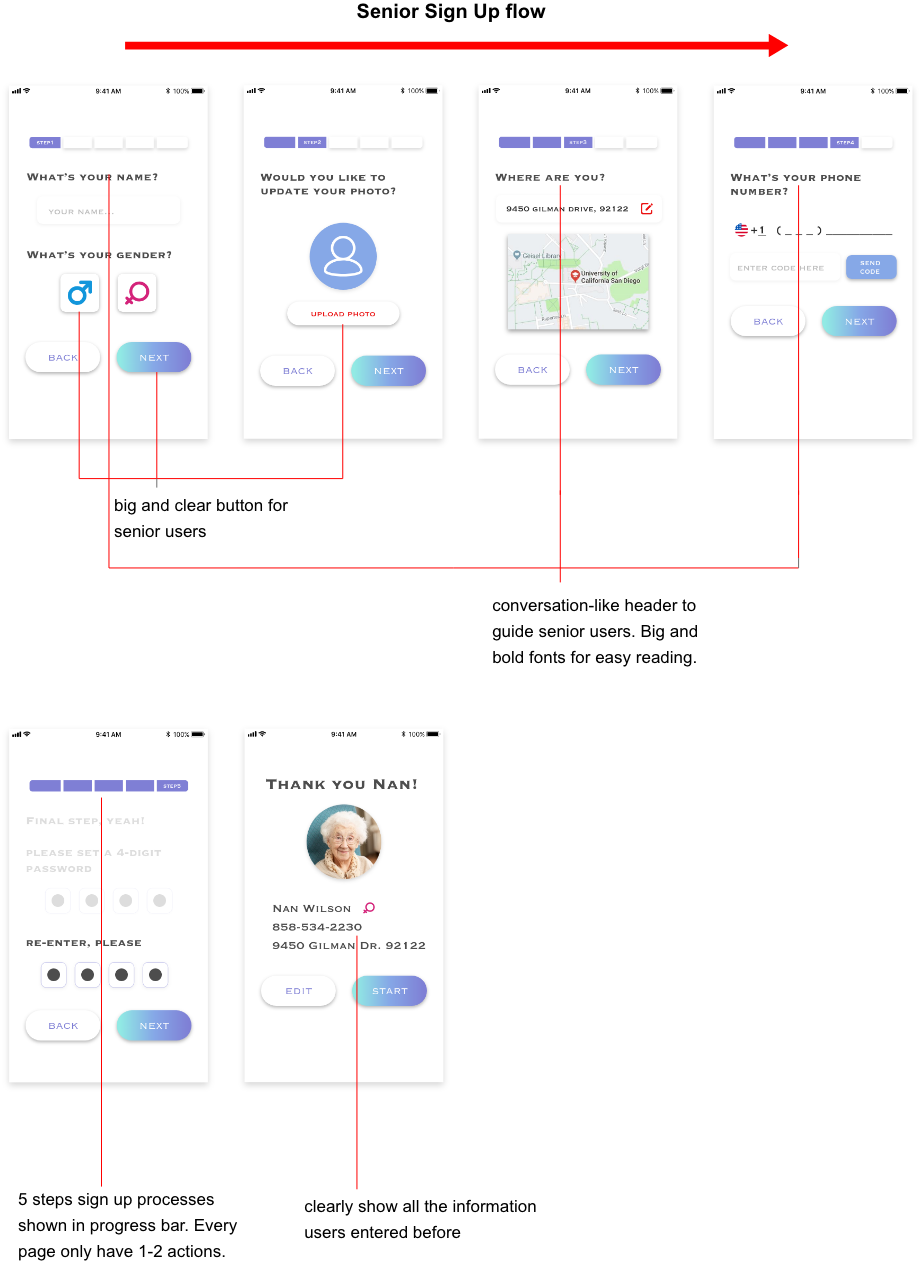 Senior Sign Up flow
9:41 AM
100%
STEP1
WHAT'S YOUR NAME?
YOUR NAME...
WHAT'S YOUR GENDER?
BACK
NEXT
9:41 AM
100%
STEP2
WOULD YOU LIKE TO
UPDATE YOUR PHOTO?
UPLOAD PHOTO
BACK
NEXT
9:41 AM
100%
STEP3
WHERE ARE YOU?
9450 GILMAN DRIVE, 92122
Geisel Library
University of
California San Diego
BACK
NEXT
9:41 AM
100%
STEP4
WHAT'S YOUR PHONE
NUMBER?
+1 ( _ _ _ ) __________
ENTER CODE HERE
SEND
CODE
BACK
NEXT
big and clear button for
senior users
conversation-like header to
guide senior users. Big and
bold fonts for easy reading.
9:41 AM
100%
STEP5
FINAL STEP, YEAH!
PLEASE SET A 4-DIGIT
PASSWORD
RE-ENTER, PLEASE
BACK
NEXT
9:41 AM
100%
THANK YOU NAN!
NAN WILSON
858-534-2230
9450 GILMAN DR. 92122
EDIT
START
5 steps sign up processes
shown in progress bar. Every
page only have 1-2 actions.
clearly show all the information
users entered before